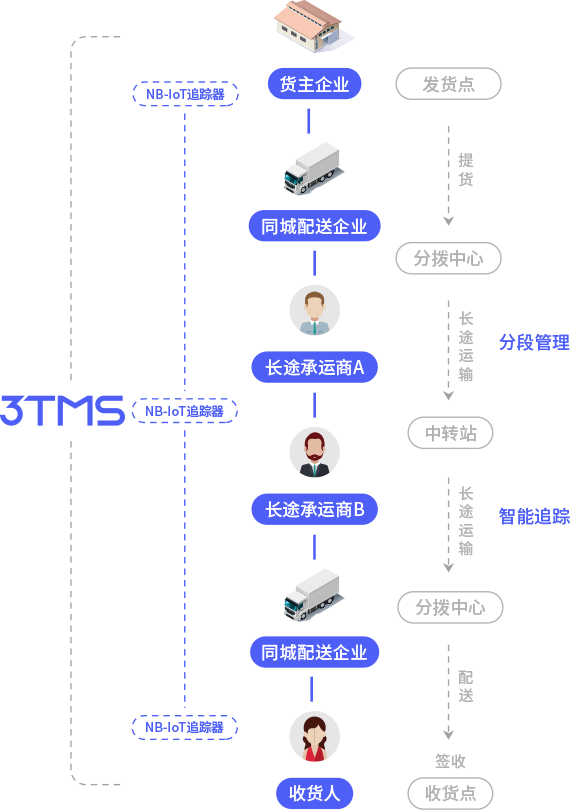 货主企业
发货点
NB-IoT追踪器
提货
同城配送企业
分拨中心
长途运输
分段管理
长途承运商A
3TMS
NB-IoT追踪器
中转站
长途运输
长途承运商B
智能追踪
分拨中心
同城配送企业
配送
NB-IoT追踪器
签收
收货人
收货点